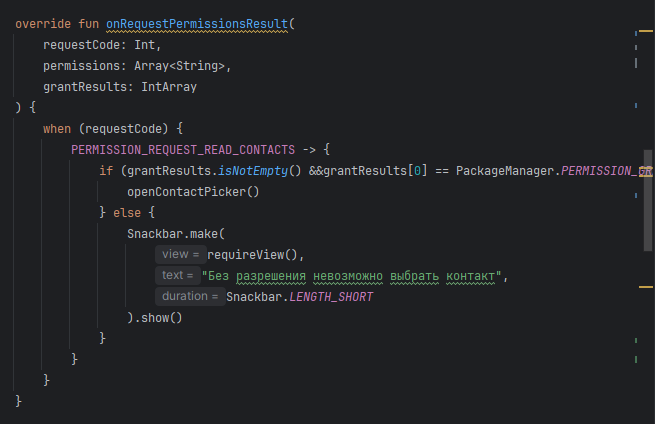 override fun onRequestPermissionsResult(
requestCode: Int,
permissions: Array<String>,
grantResults: IntArray
) {
when (requestCode) {
PERMISSION_REQUEST_READ_CONTACTS -> {
if (grantResults.isNotEmpty() &&grantResults[0] == PackageManager.PERMISSION_GR
openContactPicker()
} else {
Snackbar.make(
view = requireView(),
text = "Без разрешения невозможно выбрать контакт",
duration = Snackbar.LENGTH_SHORT
).show()
}
}
}
}